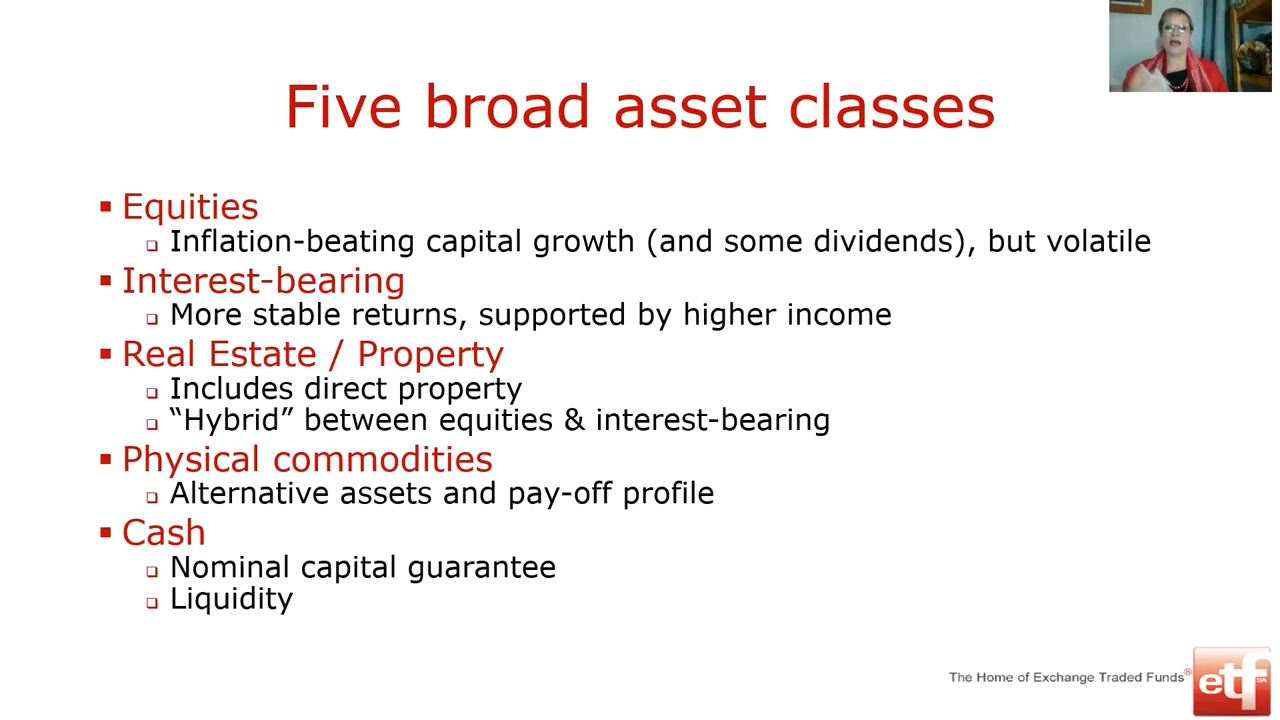 Five broad asset classes
Equities
Inflation-beating capital growth (and some dividends), but volatile
Interest-bearing
More stable returns, supported by higher income
Real Estate / Property
Includes direct property
“Hybrid” between equities & interest-bearing
Physical commodities
Alternative assets and pay-off profile
Cash
Nominal capital guarantee
Liquidity
The Home of Exchange Traded Funds®
etfSA